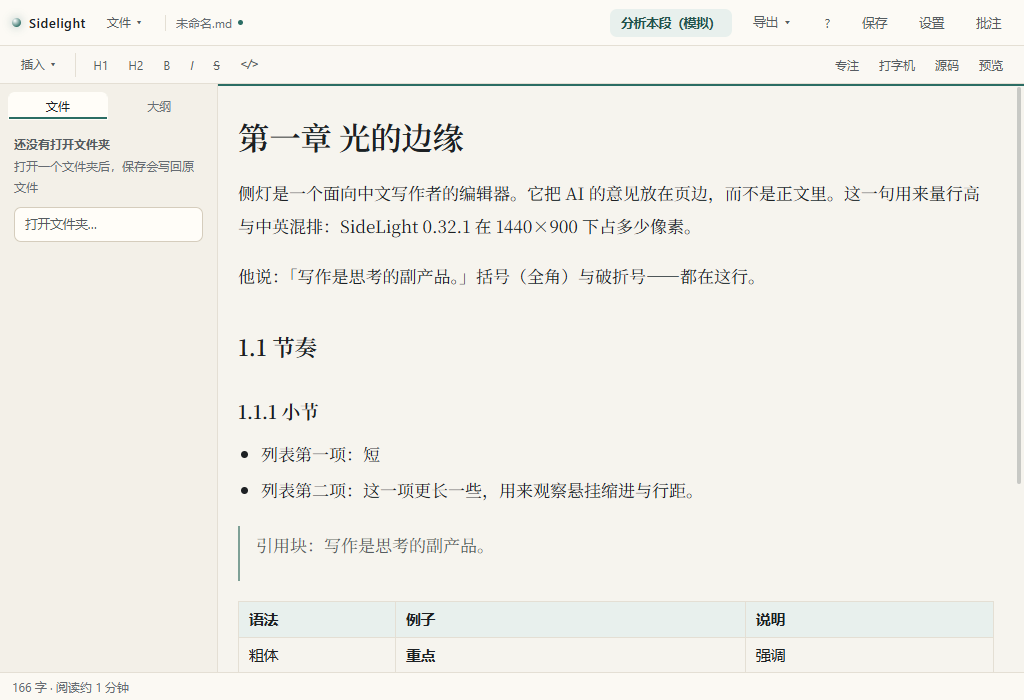 Sidelight 文件 未命名.md 分析本段（模拟） 导出 ? 保存 设置 批注
插入 H1 H2 B I S </> 专注 打字机 源码 预览
文件 大纲
还没有打开文件夹
打开一个文件夹后，保存会写回原
文件
打开文件夹...
第一章 光的边缘
侧灯是一个面向中文写作者的编辑器。它把 AI 的意见放在页边，而不是正文里。这一句用来量行高
与中英混排：SideLight 0.32.1 在 1440×900 下占多少像素。
他说：「写作是思考的副产品。」括号（全角）与破折号——都在这行。
1.1 节奏
1.1.1 小节
列表第一项：短
列表第二项：这一项更长一些，用来观察悬挂缩进与行距。
引用块：写作是思考的副产品。
语法 例子 说明
粗体 重点 强调
166 字 · 阅读约 1 分钟